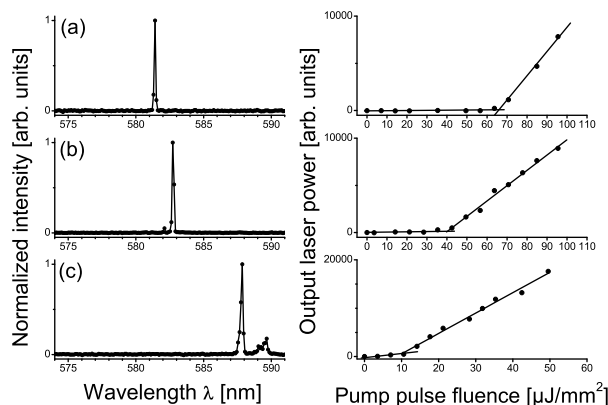 (a)
1
0
575 580 585 590
10000
0
0 10 20 30 40 50 60 70 80 90 100 110
(b)
1
0
575 580 585 590
10000
0
0 10 20 30 40 50 60 70 80 90 100 110
(c)
1
0
575 580 585 590
20000
0
0 10 20 30 40 50 60
Normalized intensity [arb. units]
Output laser power [arb. units]
Wavelength λ [nm]
Pump pulse fluence [µJ/mm²]